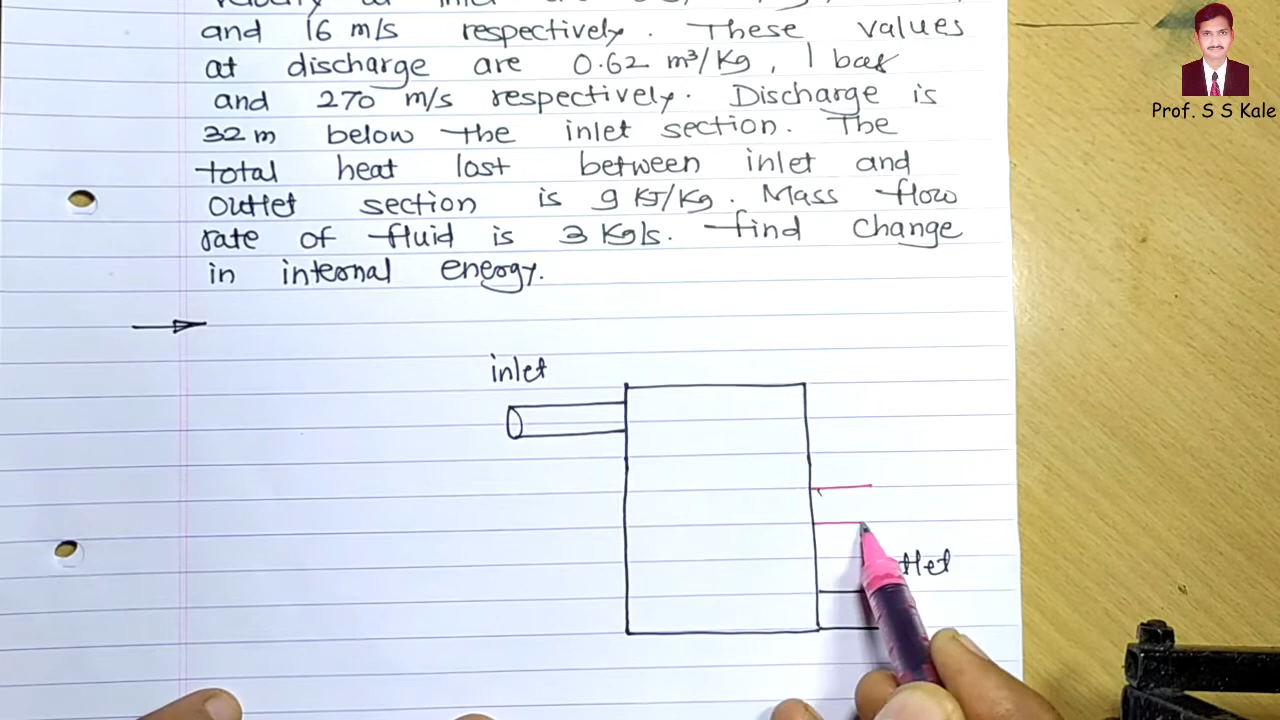 and 16 m/s respectively. These values
at discharge are 0.62 m³/Kg, 1 bar
and 270 m/s respectively. Discharge is
32m below the inlet section. The
total heat lost between inlet and
outlet section is 9 KJ/Kg. Mass flow
rate of fluid is 3 Kg/s. find change
in internal energy.
inlet
Prof. S S Kale